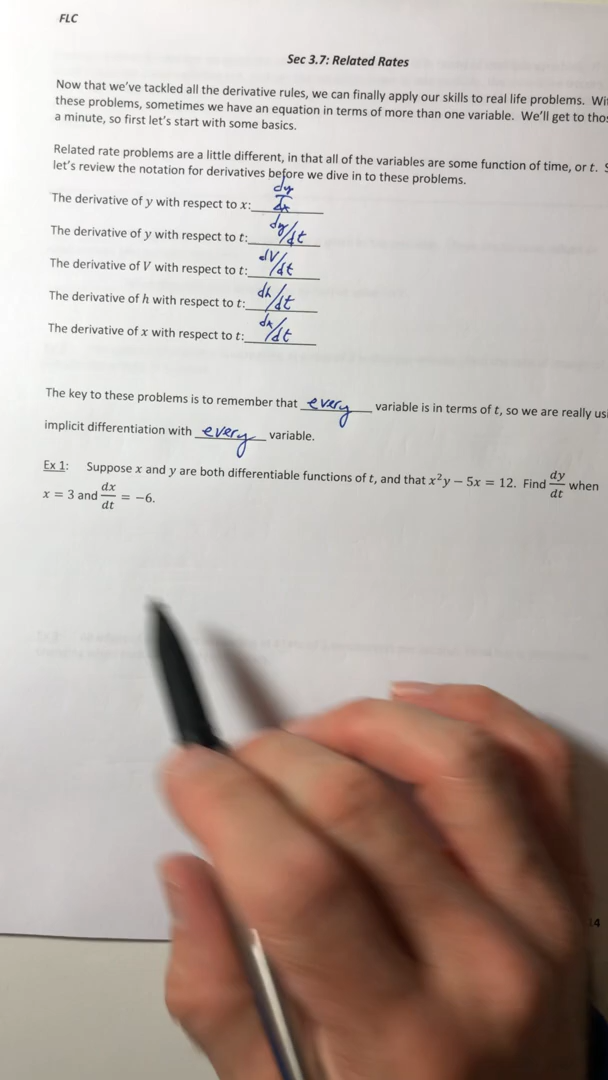 FLC
Sec 3.7: Related Rates
Now that we've tackled all the derivative rules, we can finally apply our skills to real life problems.
these problems, sometimes we have an equation in terms of more than one variable. We'll get to
a minute, so first let's start with some basics.
Related rate problems are a little different, in that all of the variables are some function of time, or t.
let's review the notation for derivatives before we dive in to these problems.
The derivative of y with respect to x: dy/dx
The derivative of y with respect to t: dy/dt
The derivative of V with respect to t: dV/dt
The derivative of h with respect to t: dh/dt
The derivative of x with respect to t: dx/dt
The key to these problems is to remember that every variable is in terms of t, so we are really
implicit differentiation with every variable.
Ex 1: Suppose x and y are both differentiable functions of t, and that x²y − 5x = 12. Find dy/dt when
x = 3 and dx/dt = −6.